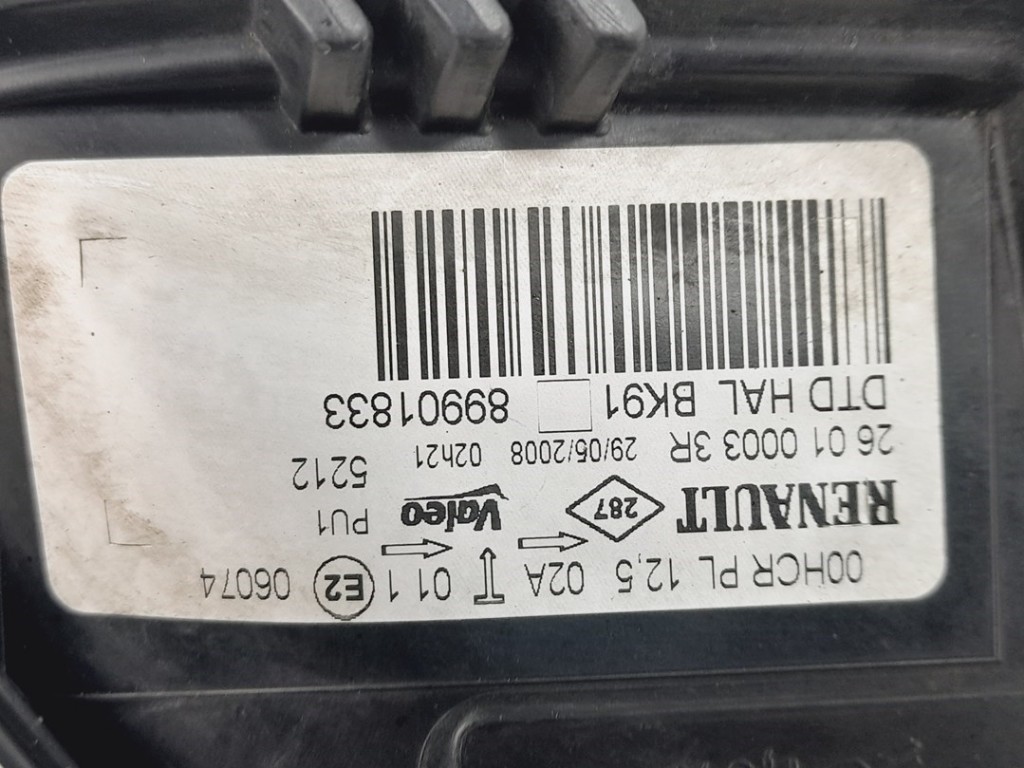 00HCR PL 12,5 02A 01 1 E2 06074
RENAULT 287 Valeo PU1
26 01 0003 3R 29/05/2008 02h21 5212
DTD HAL BK91 89901833